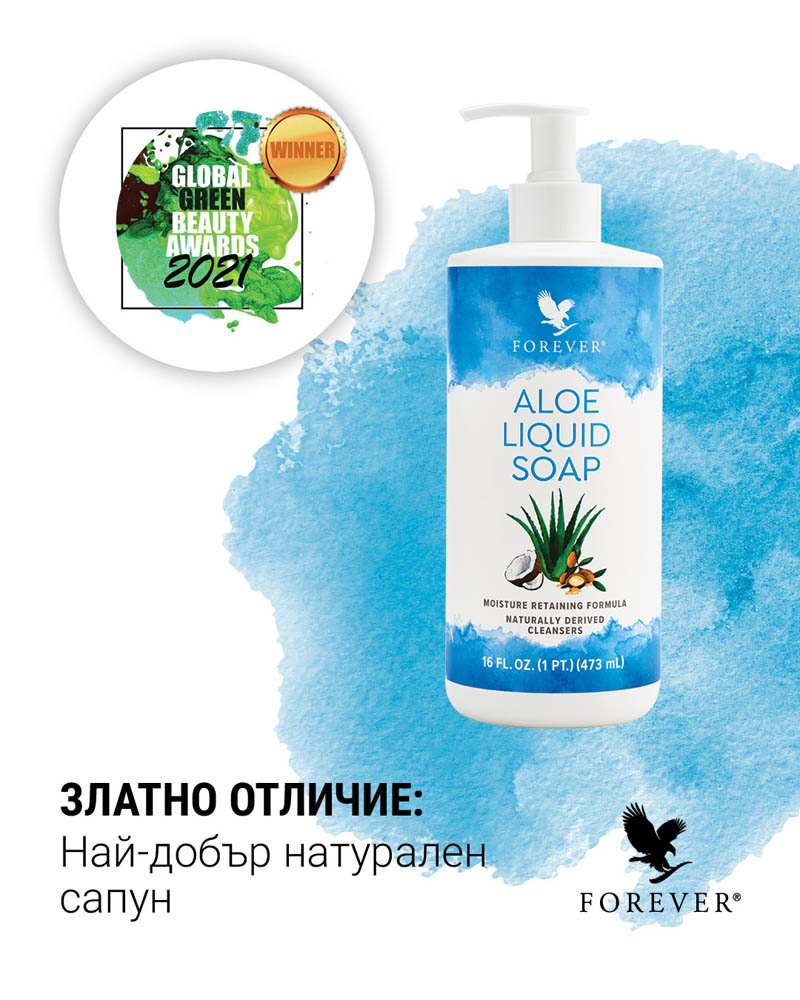 WINNER
GLOBAL
GREEN
BEAUTY
AWARDS
2021
FOREVER®
ALOE
LIQUID
SOAP
MOISTURE RETAINING FORMULA
NATURALLY DERIVED
CLEANSERS
16 FL. OZ. (1 PT.) (473 mL)
ЗЛАТНО ОТЛИЧИЕ:
Най-добър натурален
сапун
FOREVER®